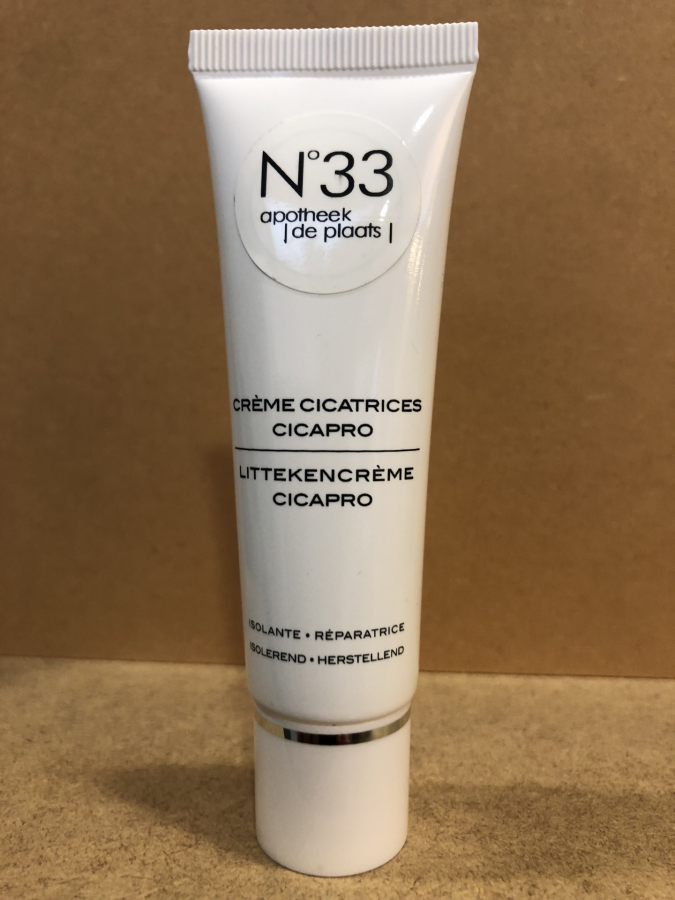 N°33
apotheek
|de plaats|
CRÈME CICATRICES
CICAPRO
LITTEKENCRÈME
CICAPRO
ISOLANTE • RÉPARATRICE
ISOLEREND • HERSTELLEND